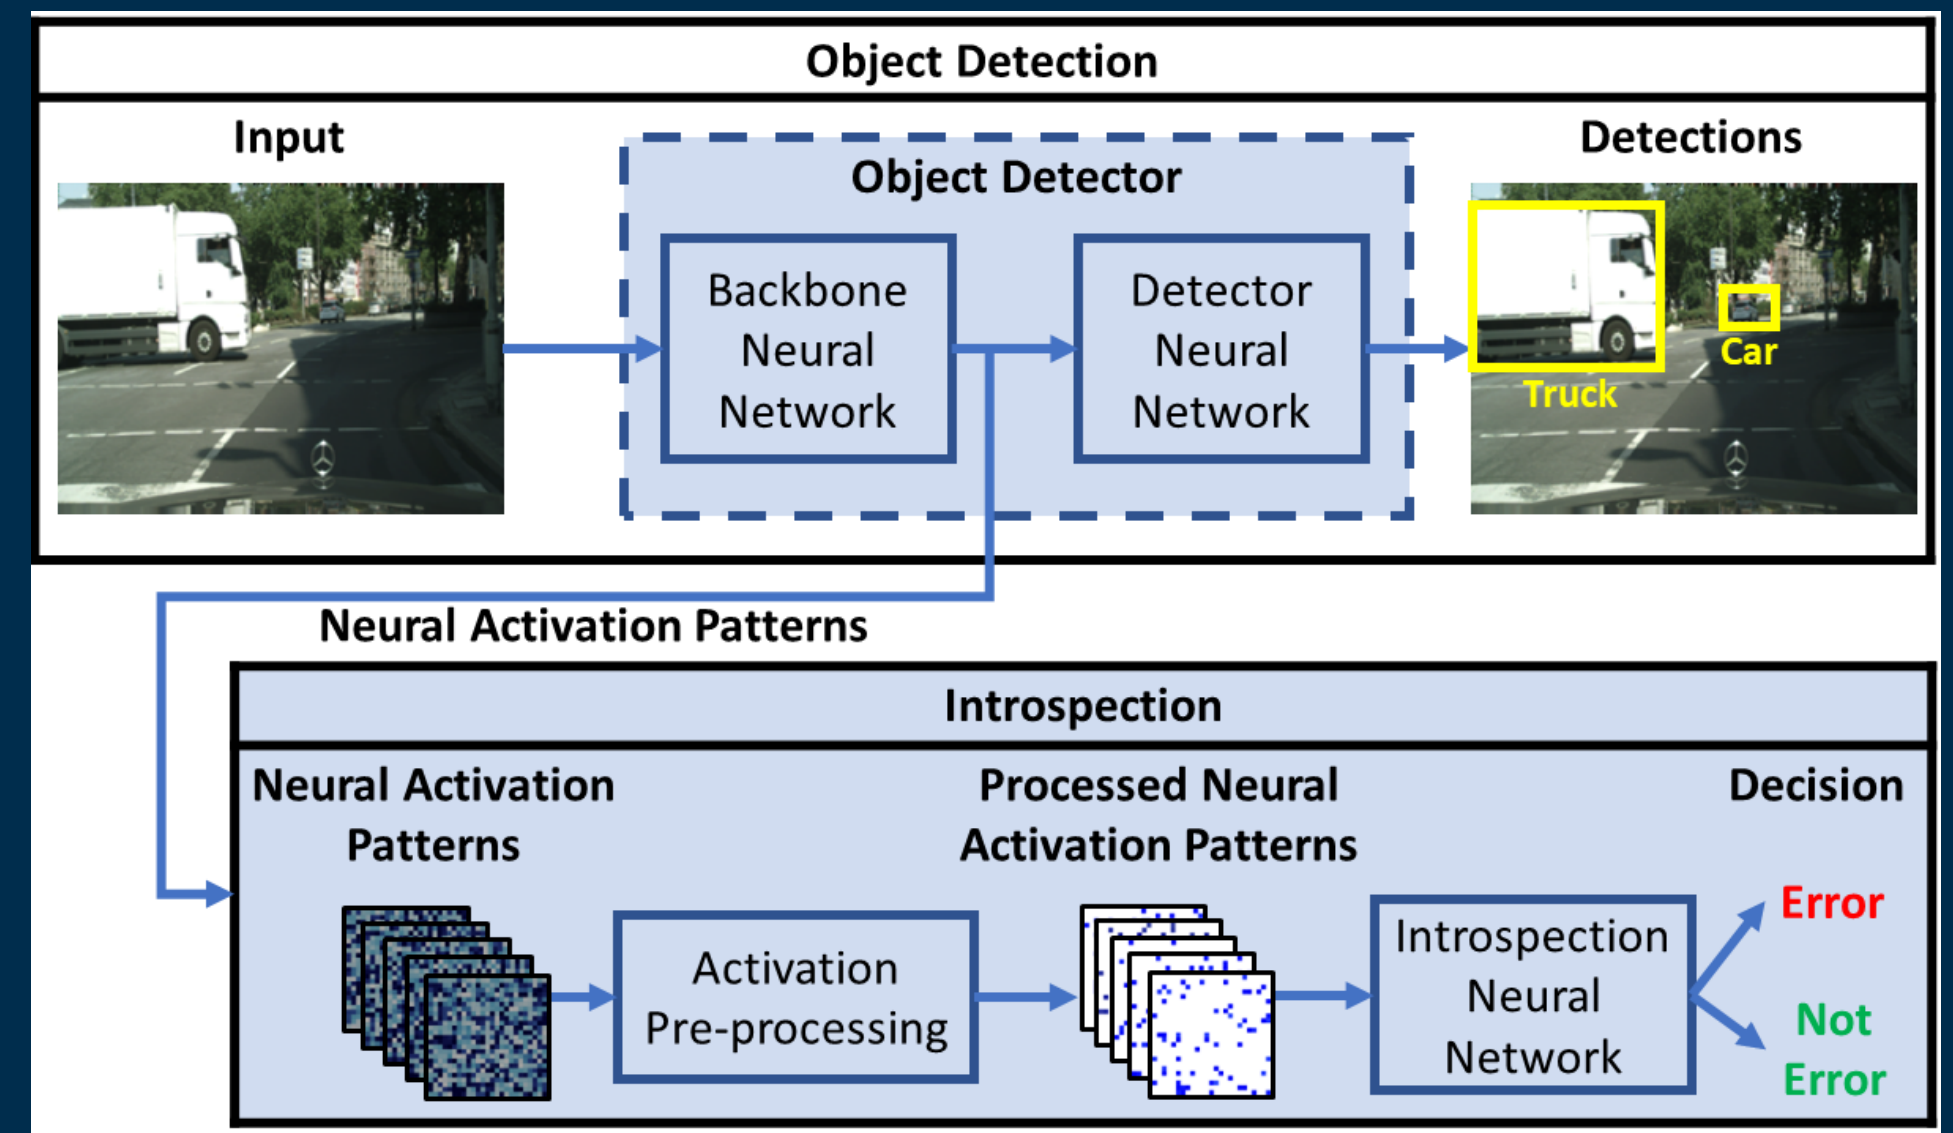 Object Detection
Input
Object Detector
Detections
Backbone
Neural
Network
Detector
Neural
Network
Truck
Car
Neural Activation Patterns
Introspection
Neural Activation
Patterns
Processed Neural
Activation Patterns
Decision
Activation
Pre-processing
Introspection
Neural
Network
Error
Not
Error